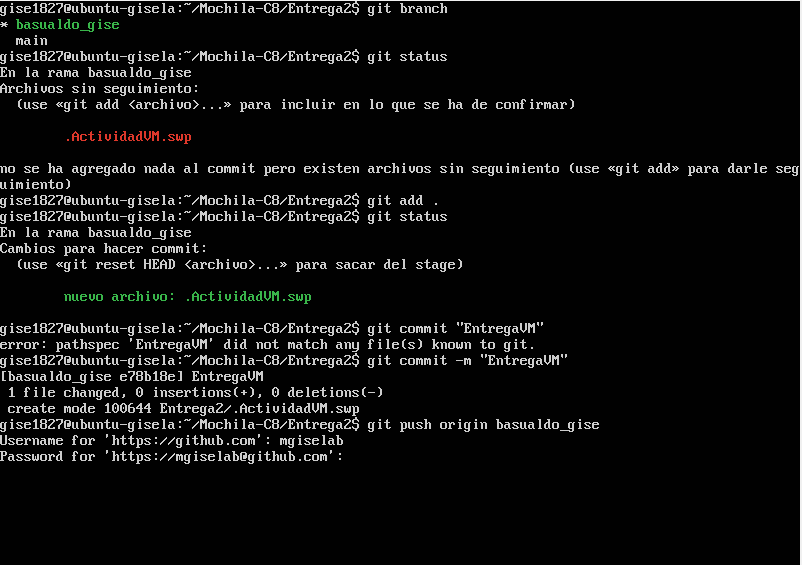 gise1827@ubuntu-gisela:~/Mochila-C8/Entrega2$ git branch
* basualdo_gise
  main
gise1827@ubuntu-gisela:~/Mochila-C8/Entrega2$ git status
En la rama basualdo_gise
Archivos sin seguimiento:
  (use «git add <archivo>...» para incluir en lo que se ha de confirmar)
        .ActividadVM.swp
no se ha agregado nada al commit pero existen archivos sin seguimiento (use «git add» para darle seg
uimiento)
gise1827@ubuntu-gisela:~/Mochila-C8/Entrega2$ git add .
gise1827@ubuntu-gisela:~/Mochila-C8/Entrega2$ git status
En la rama basualdo_gise
Cambios para hacer commit:
  (use «git reset HEAD <archivo>...» para sacar del stage)
        nuevo archivo: .ActividadVM.swp
gise1827@ubuntu-gisela:~/Mochila-C8/Entrega2$ git commit "EntregaVM"
error: pathspec 'EntregaVM' did not match any file(s) known to git.
gise1827@ubuntu-gisela:~/Mochila-C8/Entrega2$ git commit -m "EntregaVM"
[basualdo_gise e78b18e] EntregaVM
 1 file changed, 0 insertions(+), 0 deletions(-)
 create mode 100644 Entrega2/.ActividadVM.swp
gise1827@ubuntu-gisela:~/Mochila-C8/Entrega2$ git push origin basualdo_gise
Username for 'https://github.com': mgiselab
Password for 'https://mgiselab@github.com':